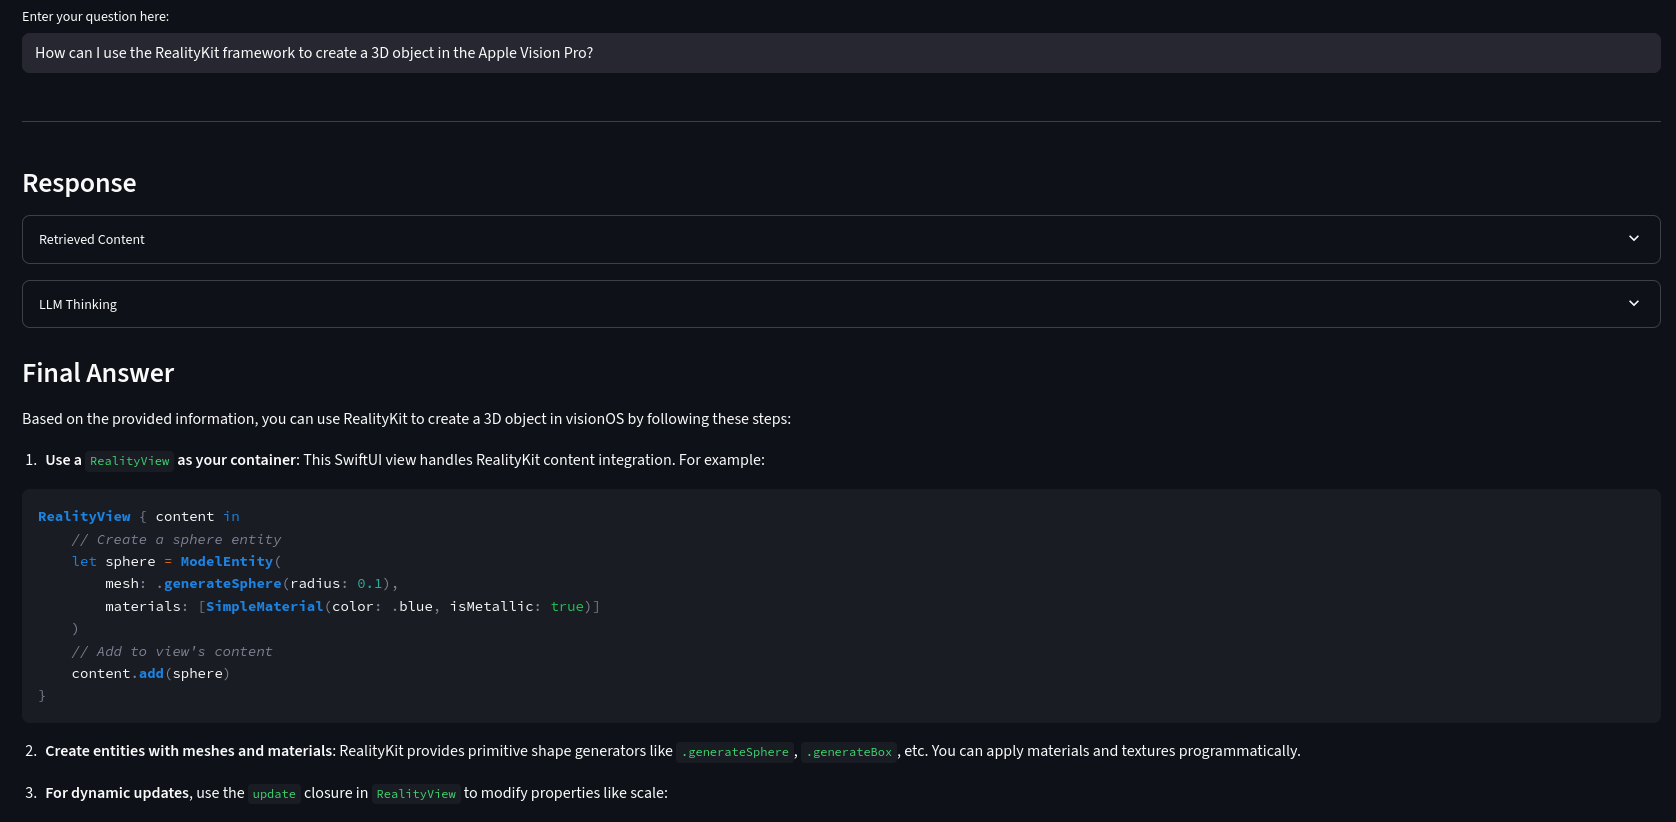 Enter your question here:
How can I use the RealityKit framework to create a 3D object in the Apple Vision Pro?
Response
Retrieved Content
LLM Thinking
Final Answer
Based on the provided information, you can use RealityKit to create a 3D object in visionOS by following these steps:
1. Use a RealityView as your container: This SwiftUI view handles RealityKit content integration. For example:
RealityView { content in
    // Create a sphere entity
    let sphere = ModelEntity(
        mesh: .generateSphere(radius: 0.1),
        materials: [SimpleMaterial(color: .blue, isMetallic: true)]
    )
    // Add to view's content
    content.add(sphere)
}
2. Create entities with meshes and materials: RealityKit provides primitive shape generators like .generateSphere, .generateBox, etc. You can apply materials and textures programmatically.
3. For dynamic updates, use the update closure in RealityView to modify properties like scale: